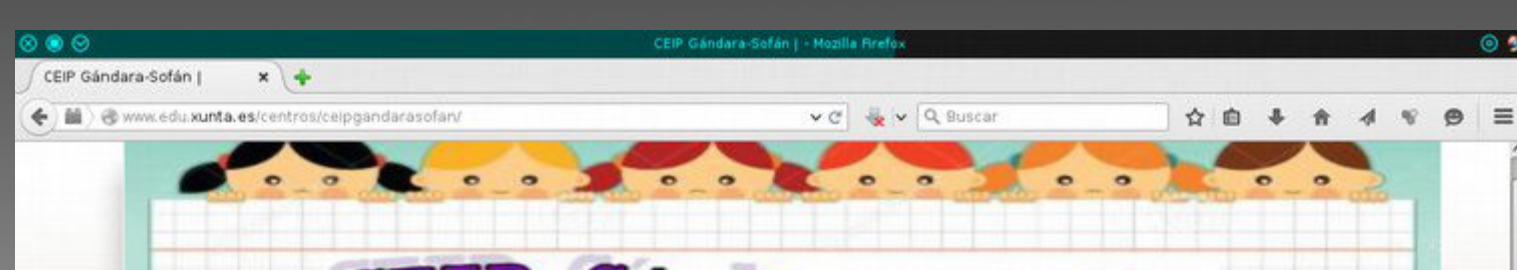 CEIP Gándara-Sofán | - Mozilla Firefox
CEIP Gándara-Sofán |
www.edu.xunta.es/centros/ceipgandarasofan/
Buscar